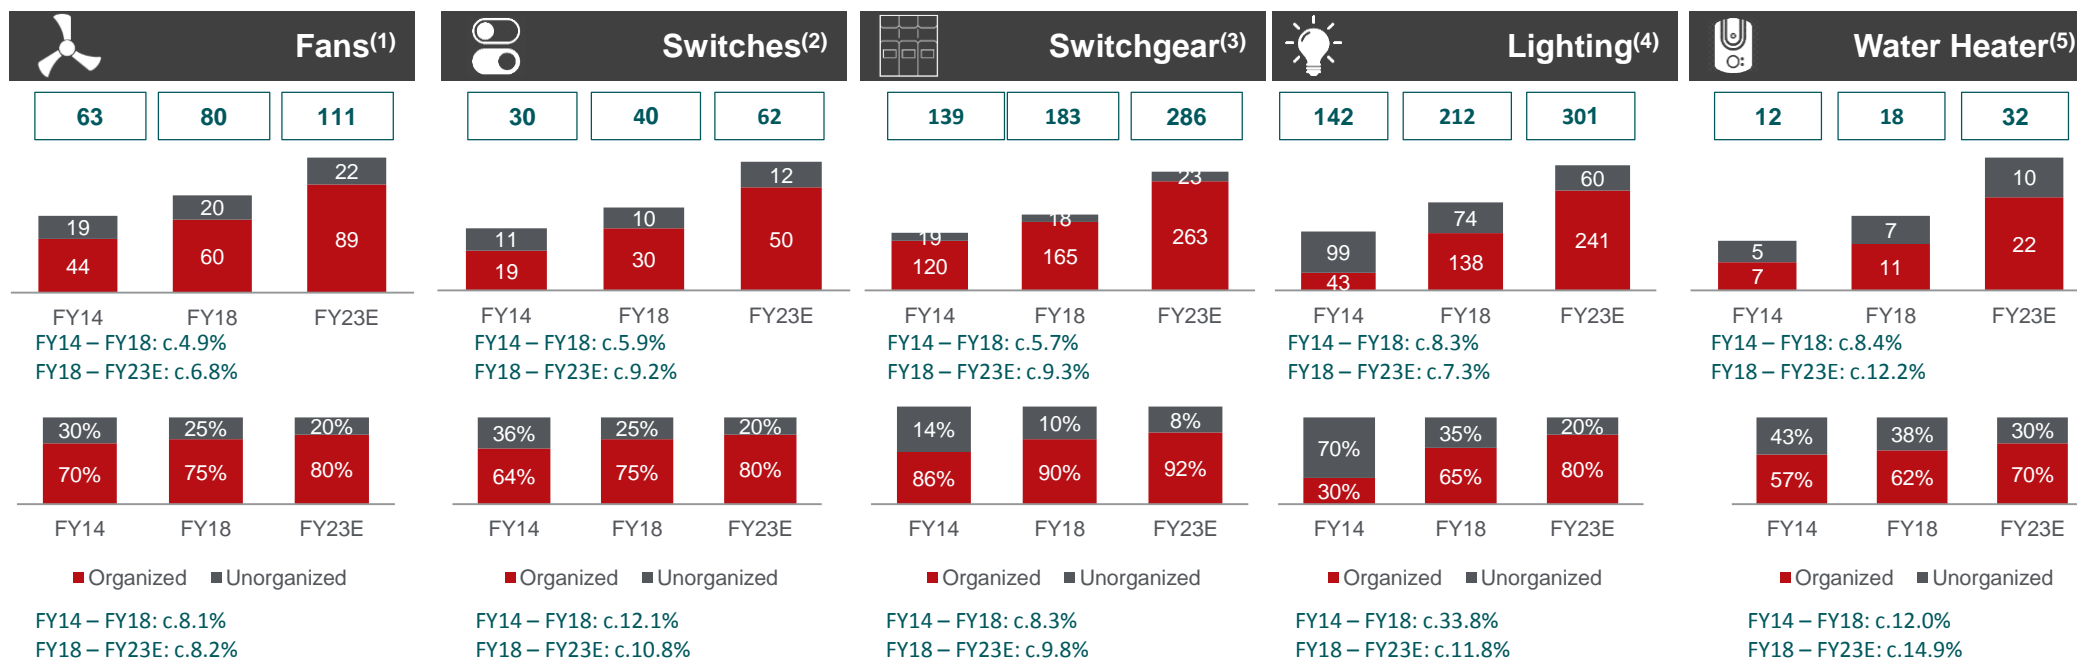 Fans(1)
63 80 111
22
20
19
89
60
44
FY14 FY18 FY23E
FY14 – FY18: c.4.9%
FY18 – FY23E: c.6.8%
30% 25% 20%
70% 75% 80%
FY14 FY18 FY23E
Organized Unorganized
FY14 – FY18: c.8.1%
FY18 – FY23E: c.8.2%
Switches(2)
30 40 62
12
10
11
50
30
19
FY14 FY18 FY23E
FY14 – FY18: c.5.9%
FY18 – FY23E: c.9.2%
36% 25% 20%
64% 75% 80%
FY14 FY18 FY23E
Organized Unorganized
FY14 – FY18: c.12.1%
FY18 – FY23E: c.10.8%
Switchgear(3)
139 183 286
23
18
19
263
165
120
FY14 FY18 FY23E
FY14 – FY18: c.5.7%
FY18 – FY23E: c.9.3%
14% 10% 8%
86% 90% 92%
FY14 FY18 FY23E
Organized Unorganized
FY14 – FY18: c.8.3%
FY18 – FY23E: c.9.8%
Lighting(4)
142 212 301
60
74
99
241
138
43
FY14 FY18 FY23E
FY14 – FY18: c.8.3%
FY18 – FY23E: c.7.3%
70% 35% 20%
30% 65% 80%
FY14 FY18 FY23E
Organized Unorganized
FY14 – FY18: c.33.8%
FY18 – FY23E: c.11.8%
Water Heater(5)
12 18 32
10
7
5
22
11
7
FY14 FY18 FY23E
FY14 – FY18: c.8.4%
FY18 – FY23E: c.12.2%
43% 38% 30%
57% 62% 70%
FY14 FY18 FY23E
Organized Unorganized
FY14 – FY18: c.12.0%
FY18 – FY23E: c.14.9%